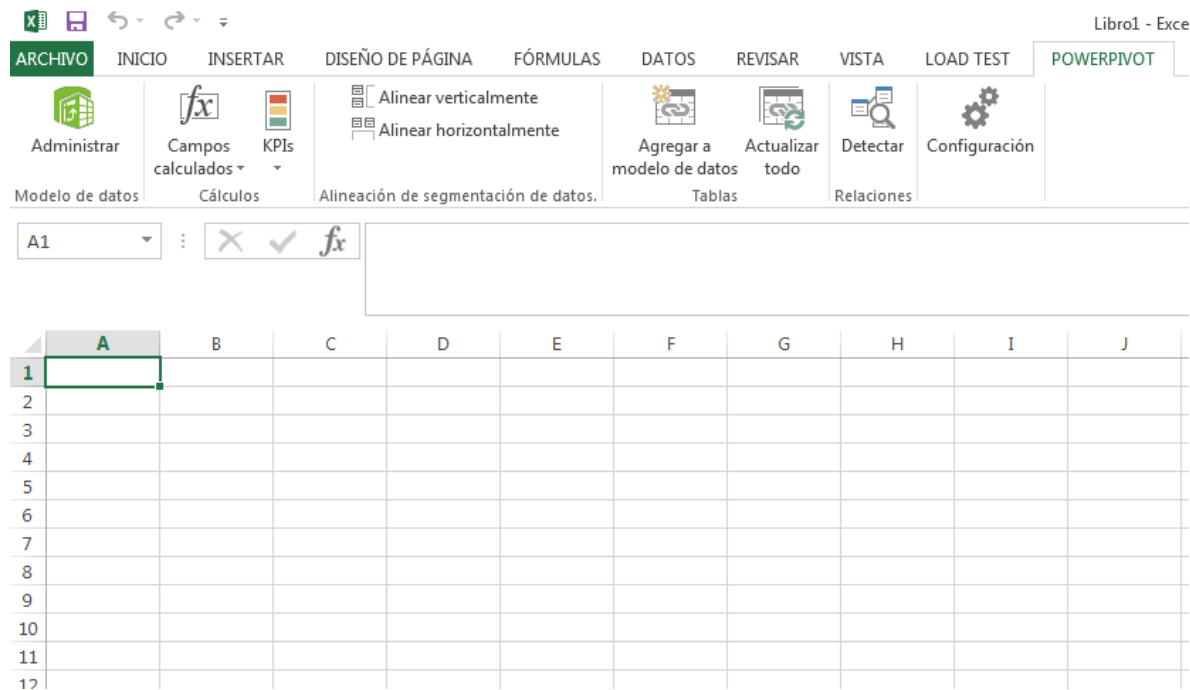 Libro1 - Exce
ARCHIVO INICIO INSERTAR DISEÑO DE PÁGINA FÓRMULAS DATOS REVISAR VISTA LOAD TEST POWERPIVOT
Administrar
Campos
calculados
KPIs
Alinear verticalmente
Alinear horizontalmente
Agregar a
modelo de datos
Actualizar
todo
Detectar
Configuración
Modelo de datos Cálculos Alineación de segmentación de datos. Tablas Relaciones
A1 fx
A B C D E F G H I J
1
2
3
4
5
6
7
8
9
10
11
12